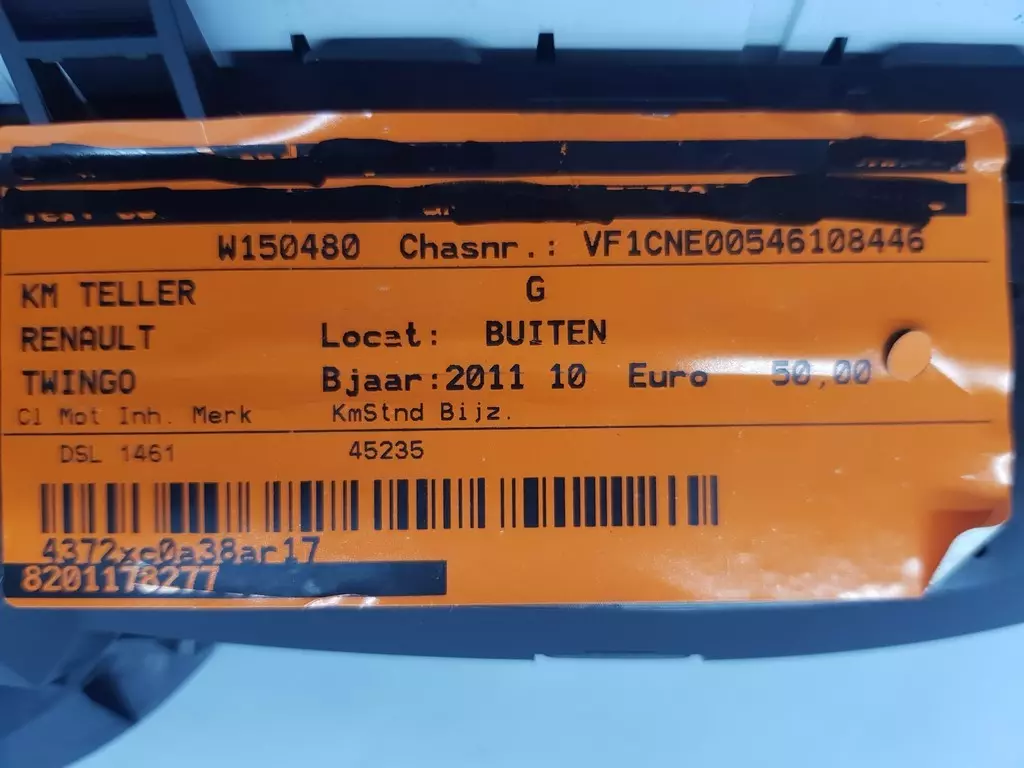 W150480 Chasnr.: VF1CNE00546108446
KM TELLER G
RENAULT Locat: BUITEN
TWINGO Bjaar:2011 10 Euro 50,00
Cl Mot Inh. Merk KmStnd Bijz.
DSL 1461 45235
4372xc0a38ar17
8201178277